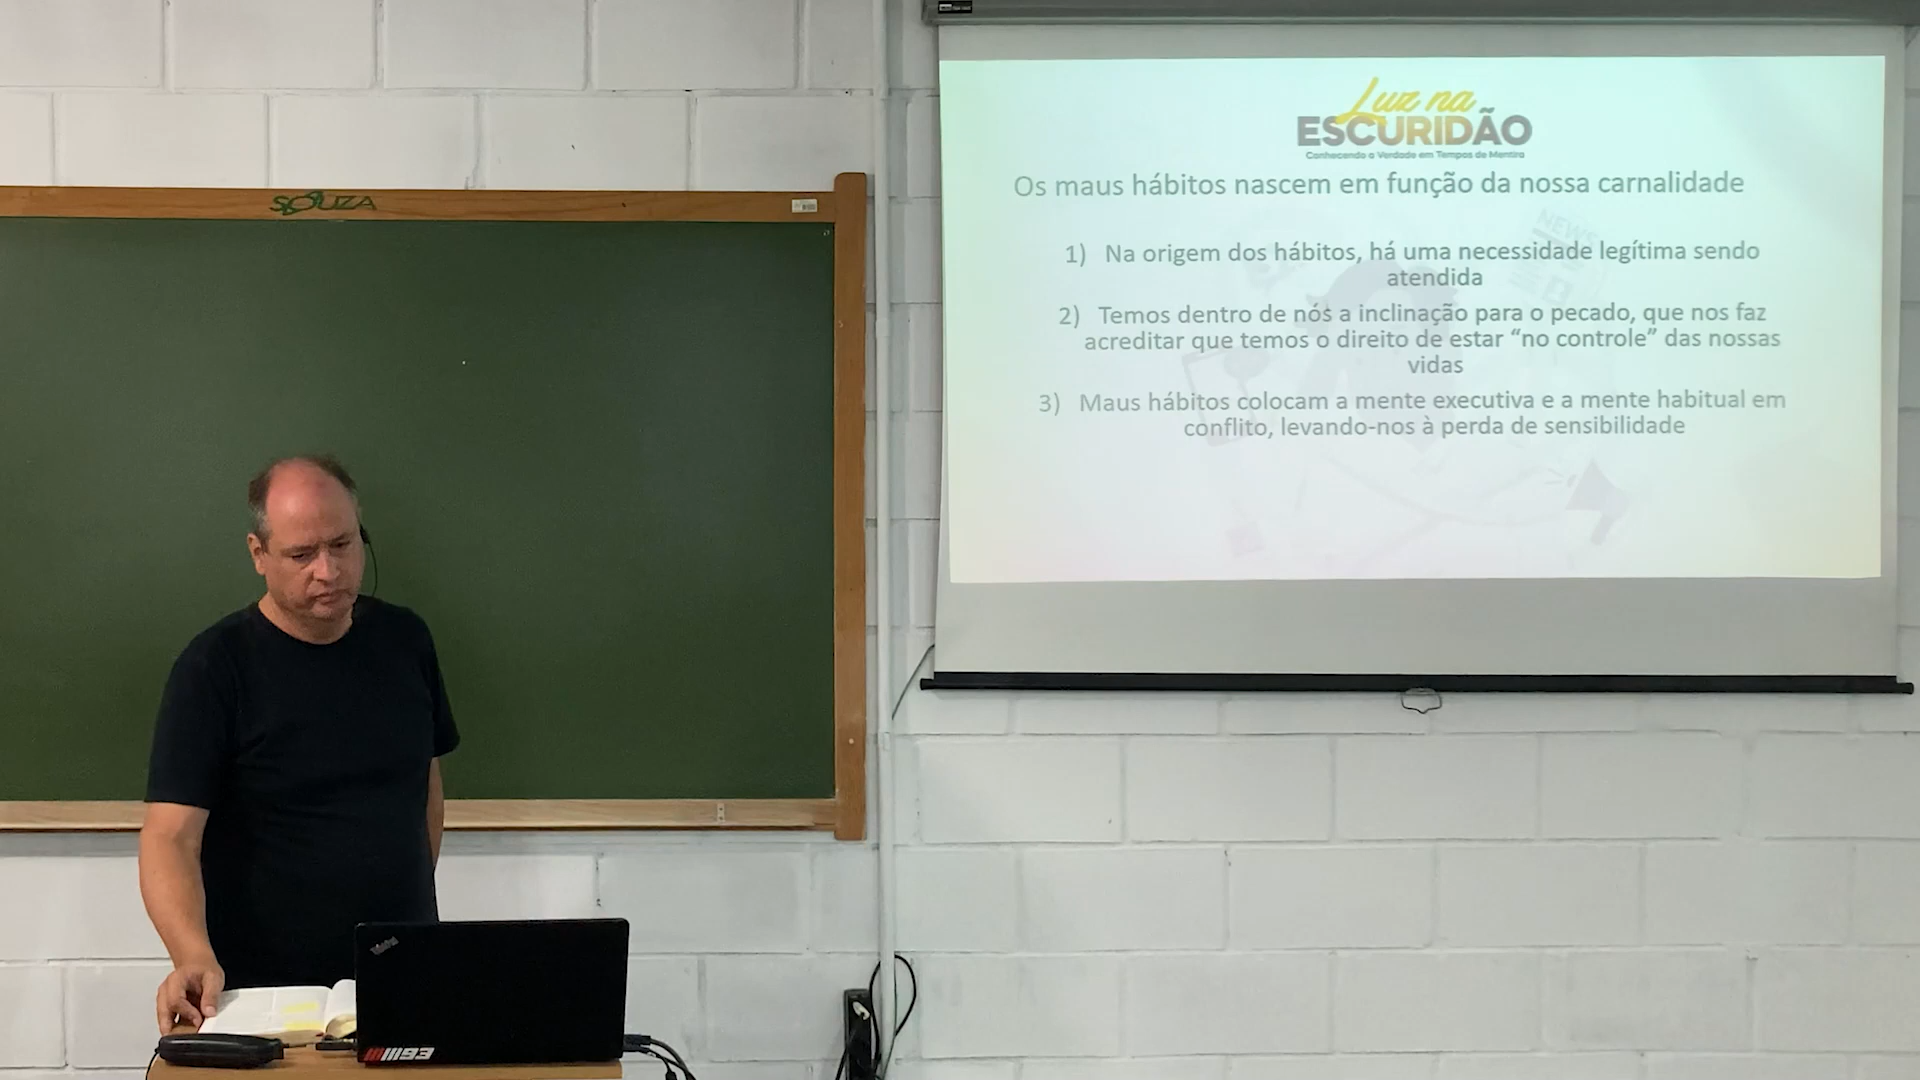 SOUZA
Luz na
ESCURIDÃO
Conhecendo a Verdade em Tempos de Mentira
Os maus hábitos nascem em função da nossa carnalidade
NEWS
1) Na origem dos hábitos, há uma necessidade legítima sendo
atendida
2) Temos dentro de nós a inclinação para o pecado, que nos faz
acreditar que temos o direito de estar “no controle” das nossas
vidas
3) Maus hábitos colocam a mente executiva e a mente habitual em
conflito, levando-nos à perda de sensibilidade
93